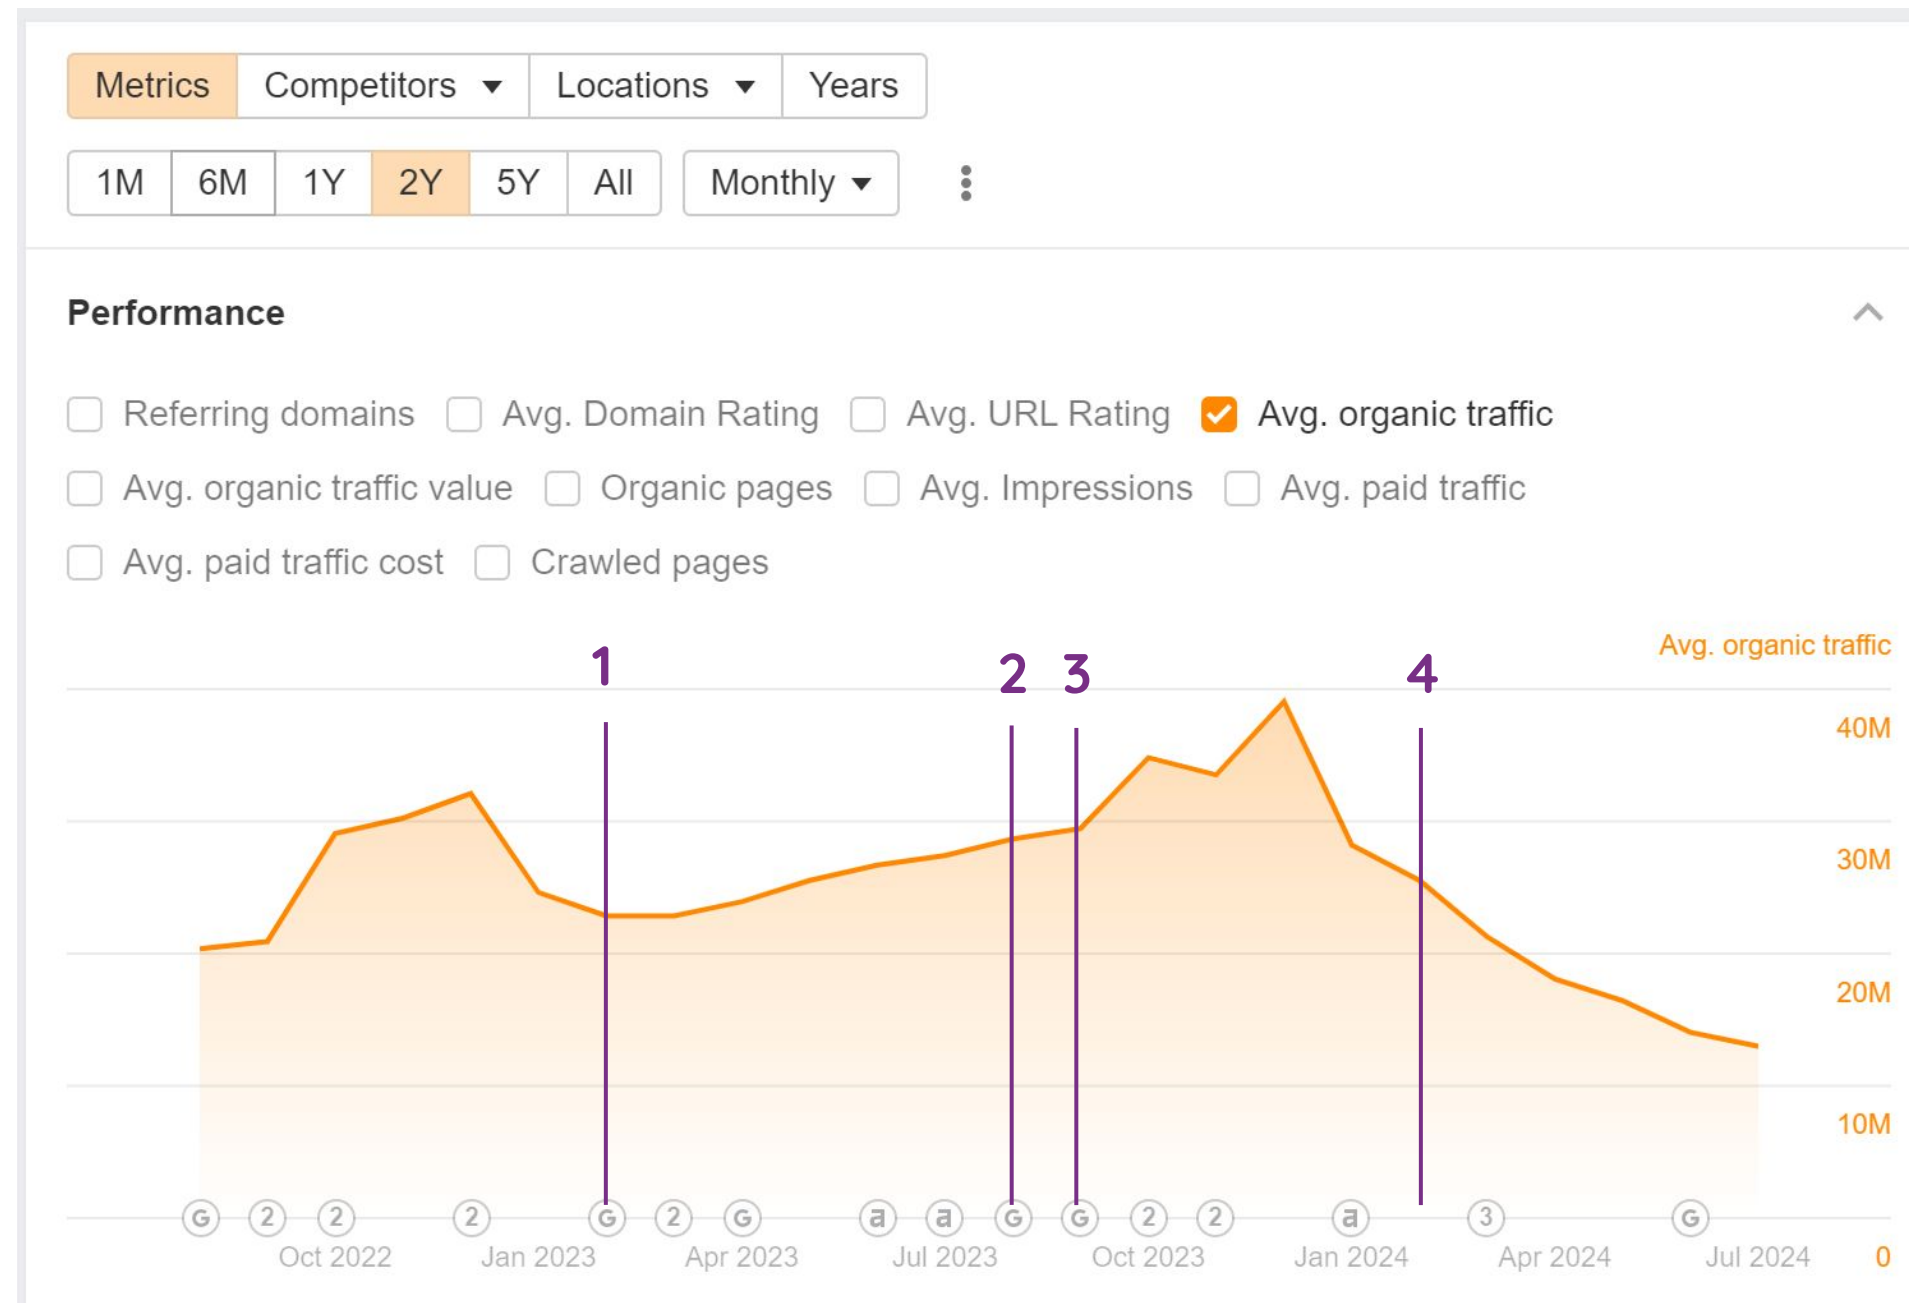 Metrics Competitors Locations Years
1M 6M 1Y 2Y 5Y All Monthly
Performance
Referring domains Avg. Domain Rating Avg. URL Rating Avg. organic traffic
Avg. organic traffic value Organic pages Avg. Impressions Avg. paid traffic
Avg. paid traffic cost Crawled pages
Avg. organic traffic
1 2 3 4
40M
30M
20M
10M
G 2 2 2 G 2 G a a G G 2 2 a 3 G
Oct 2022 Jan 2023 Apr 2023 Jul 2023 Oct 2023 Jan 2024 Apr 2024 Jul 2024 0